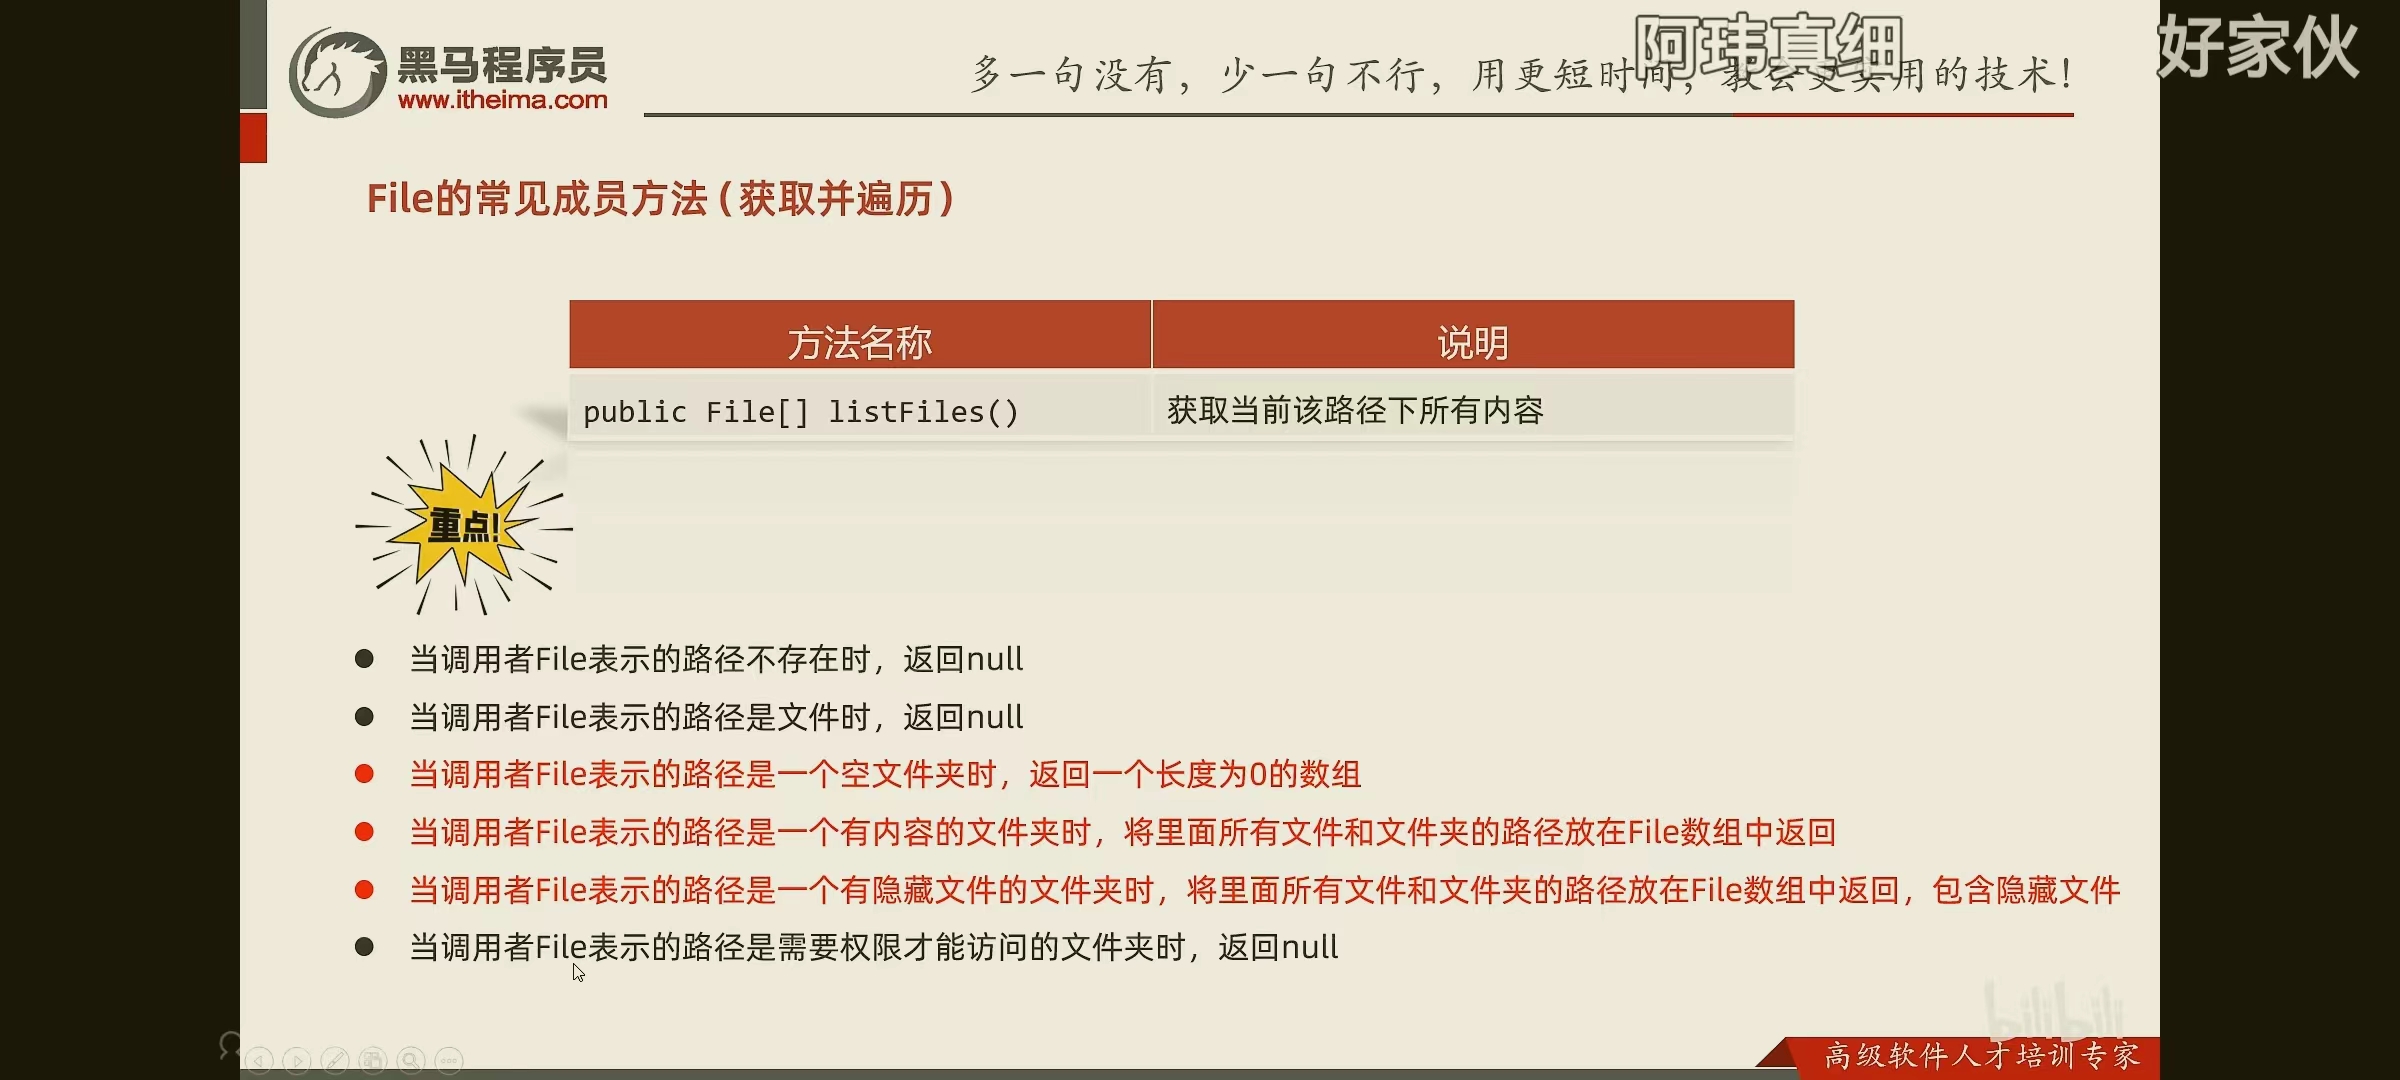 黑马程序员
www.itheima.com
阿玮真细
好家伙
多一句没有，少一句不行，用更短时间，教会更实用的技术！
File的常见成员方法（获取并遍历）
方法名称
说明
public File[] listFiles()
获取当前该路径下所有内容
重点!
当调用者File表示的路径不存在时，返回null
当调用者File表示的路径是文件时，返回null
当调用者File表示的路径是一个空文件夹时，返回一个长度为0的数组
当调用者File表示的路径是一个有内容的文件夹时，将里面所有文件和文件夹的路径放在File数组中返回
当调用者File表示的路径是一个有隐藏文件的文件夹时，将里面所有文件和文件夹的路径放在File数组中返回，包含隐藏文件
当调用者File表示的路径是需要权限才能访问的文件夹时，返回null
bilibili
高级软件人才培训专家